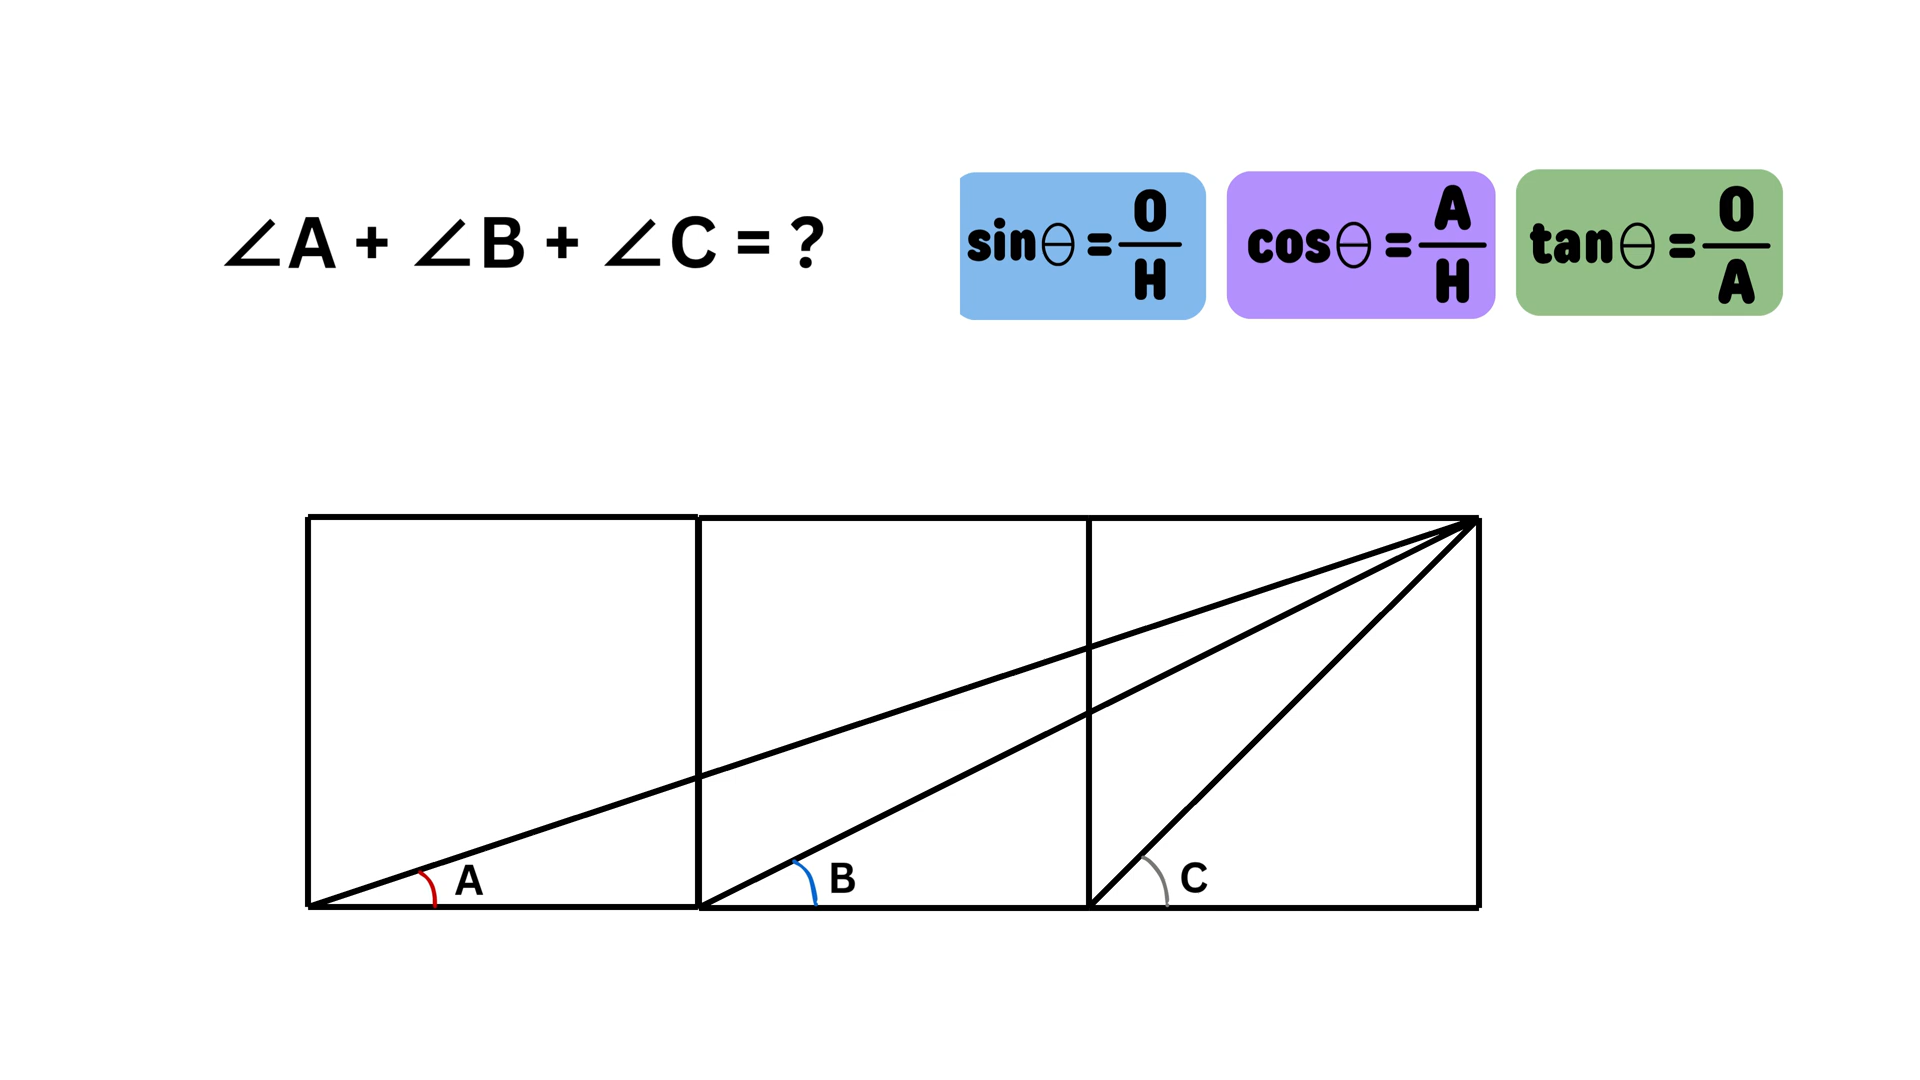 ∠A + ∠B + ∠C = ?
sinθ = O/H
cosθ = A/H
tanθ = O/A
A
B
C